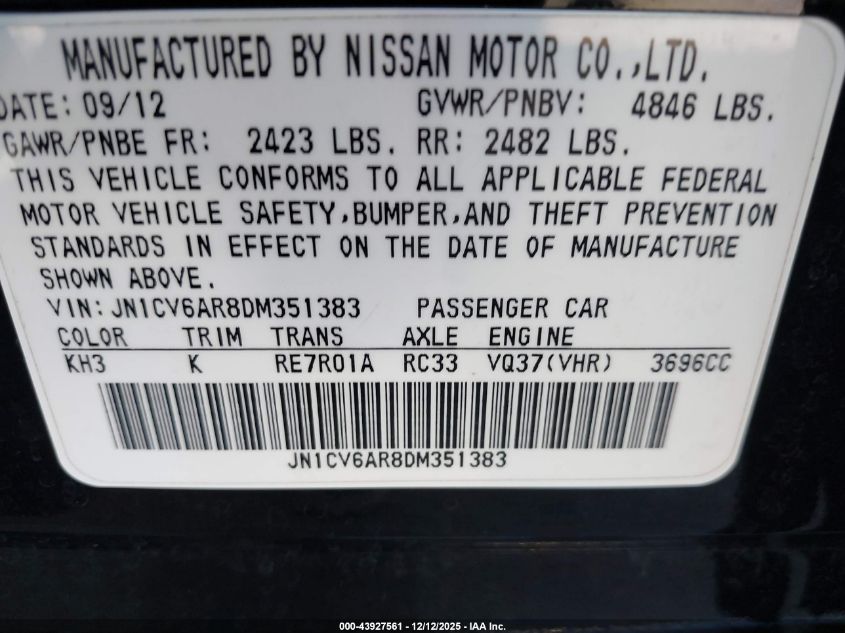 MANUFACTURED BY NISSAN MOTOR CO.,LTD.
DATE: 09/12 GVWR/PNBV: 4846 LBS.
GAWR/PNBE FR: 2423 LBS. RR: 2482 LBS.
THIS VEHICLE CONFORMS TO ALL APPLICABLE FEDERAL
MOTOR VEHICLE SAFETY,BUMPER,AND THEFT PREVENTION
STANDARDS IN EFFECT ON THE DATE OF MANUFACTURE
SHOWN ABOVE.
VIN: JN1CV6AR8DM351383 PASSENGER CAR
COLOR TRIM TRANS AXLE ENGINE
KH3 K RE7R01A RC33 VQ37(VHR) 3696CC
JN1CV6AR8DM351383
000-43927561 - 12/12/2025 - IAA Inc.